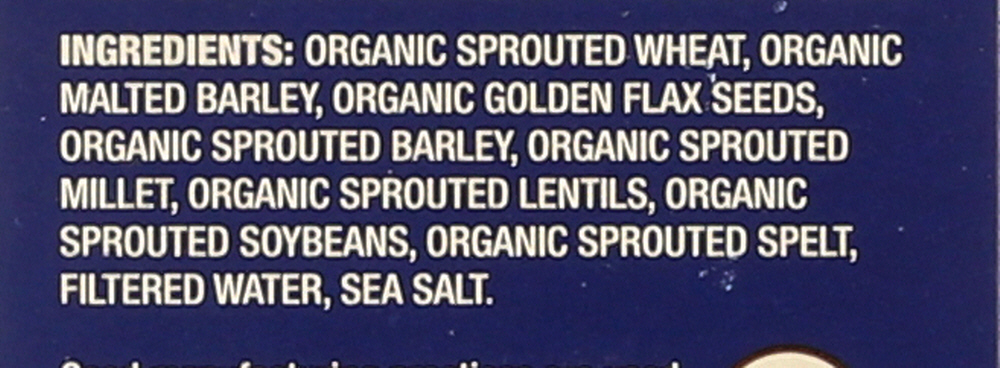 INGREDIENTS: ORGANIC SPROUTED WHEAT, ORGANIC
MALTED BARLEY, ORGANIC GOLDEN FLAX SEEDS,
ORGANIC SPROUTED BARLEY, ORGANIC SPROUTED
MILLET, ORGANIC SPROUTED LENTILS, ORGANIC
SPROUTED SOYBEANS, ORGANIC SPROUTED SPELT,
FILTERED WATER, SEA SALT.